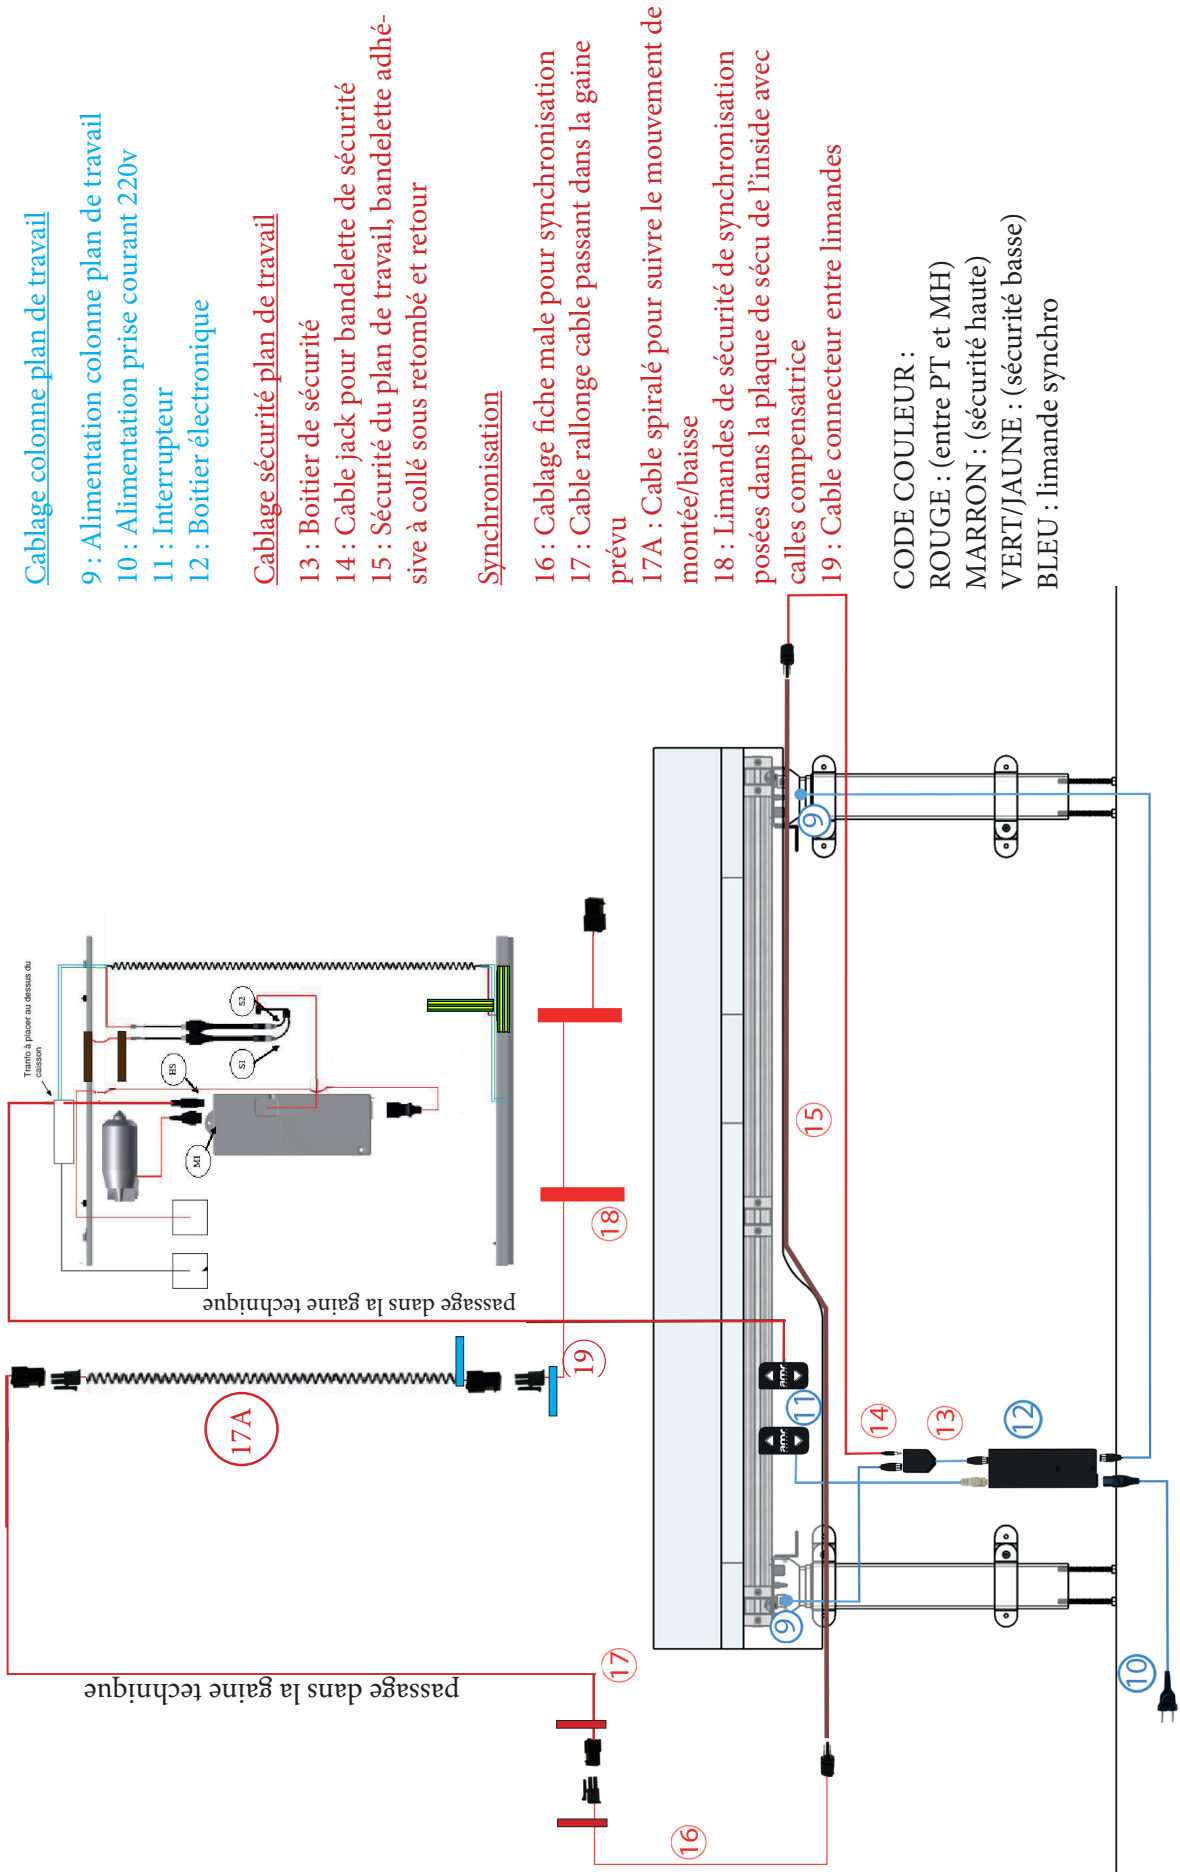 Cablage colonne plan de travail
9 : Alimentation colonne plan de travail
10 : Alimentation prise courant 220v
11 : Interrupteur
12 : Boitier électronique
Cablage sécurité plan de travail
13 : Boitier de sécurité
14 : Cable jack pour bandelette de sécurité
15 : Sécurité du plan de travail, bandelette adhé-
sive à collé sous retombé et retour
Synchronisation
16 : Cablage fiche male pour synchronisation
17 : Cable rallonge cable passant dans la gaine
prévu
17A : Cable spiralé pour suivre le mouvement de
montée/baisse
18 : Limandes de sécurité de synchronisation
posées dans la plaque de sécu de l'inside avec
calles compensatrice
19 : Cable connecteur entre limandes
CODE COULEUR :
ROUGE : (entre PT et MH)
MARRON : (sécurité haute)
VERT/JAUNE : (sécurité basse)
BLEU : limande synchro
Tranfo à placer au dessus du
caisson
HS
M1
S1
S2
passage dans la gaine technique
passage dans la gaine technique
17A
19
18
17
16
15
9
9
11
14
13
12
10
amc
amc